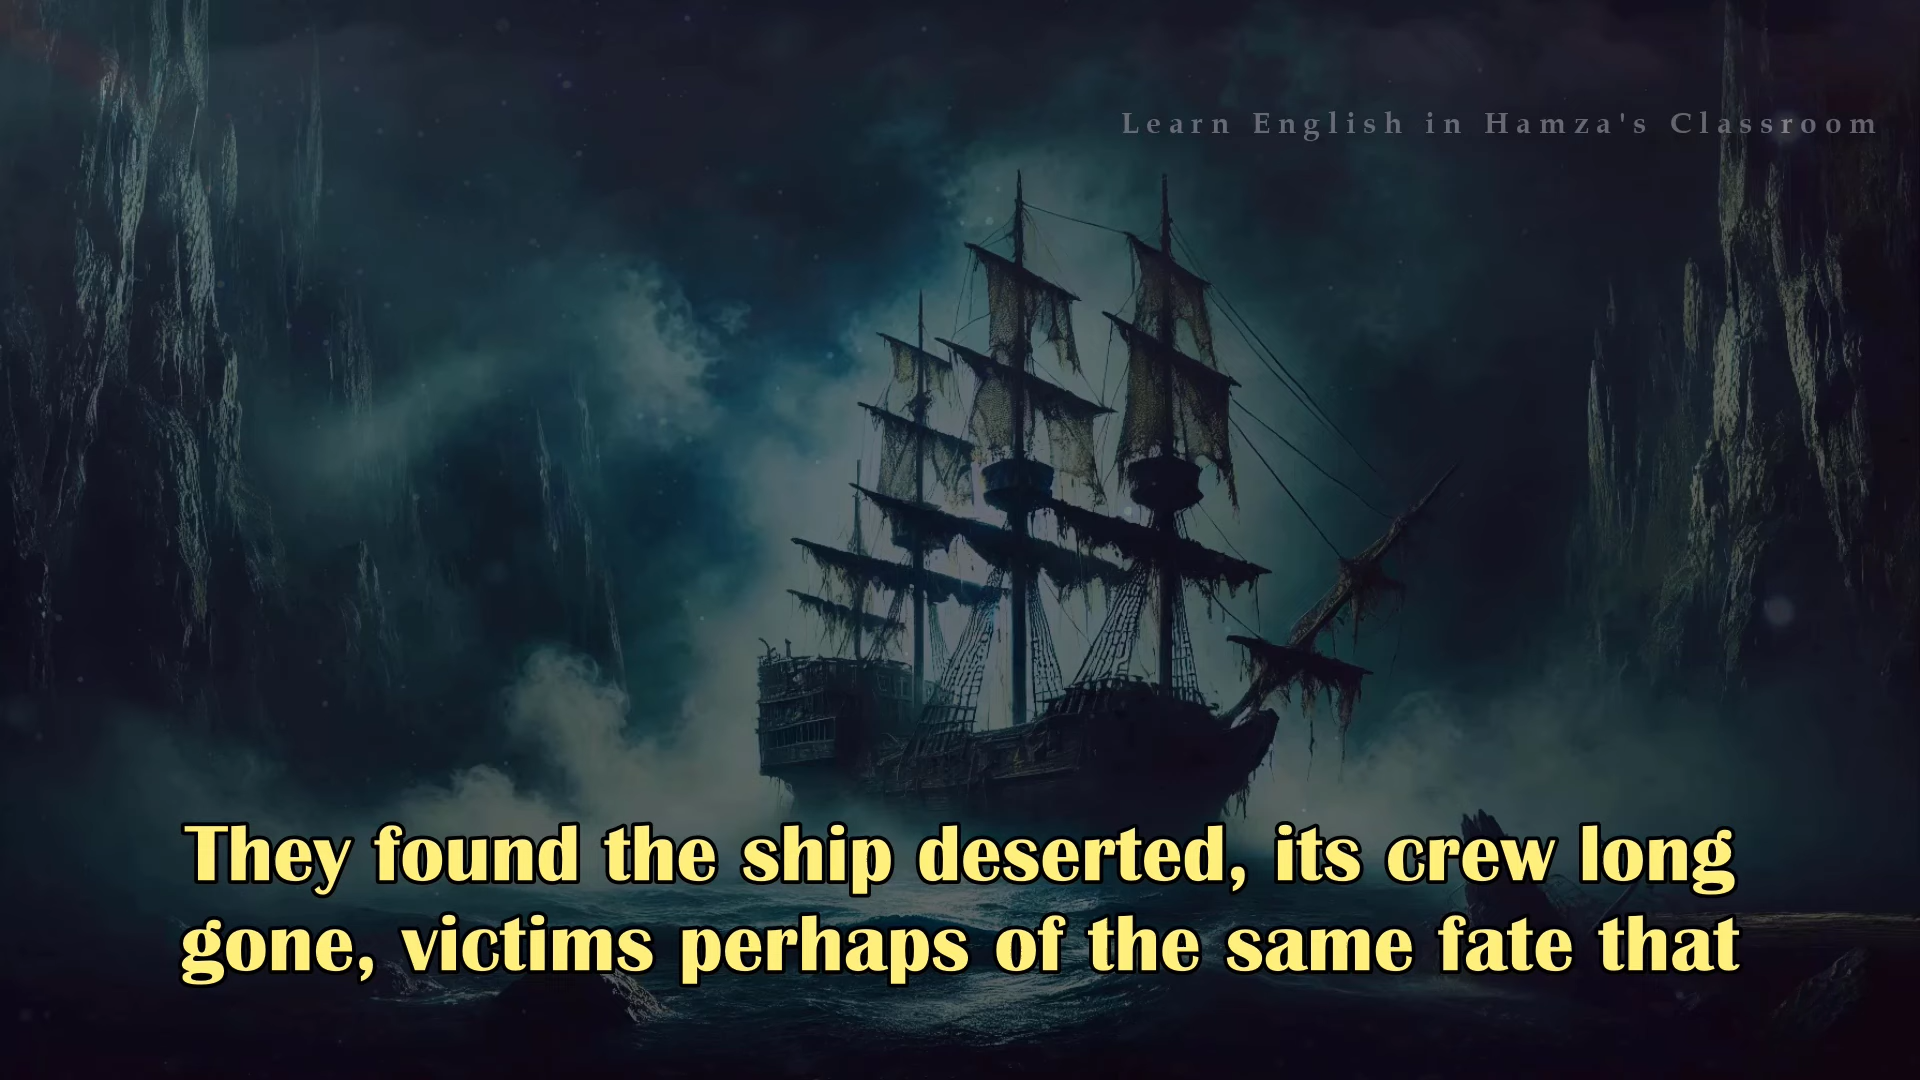 Learn English in Hamza's Classroom
They found the ship deserted, its crew long
gone, victims perhaps of the same fate that